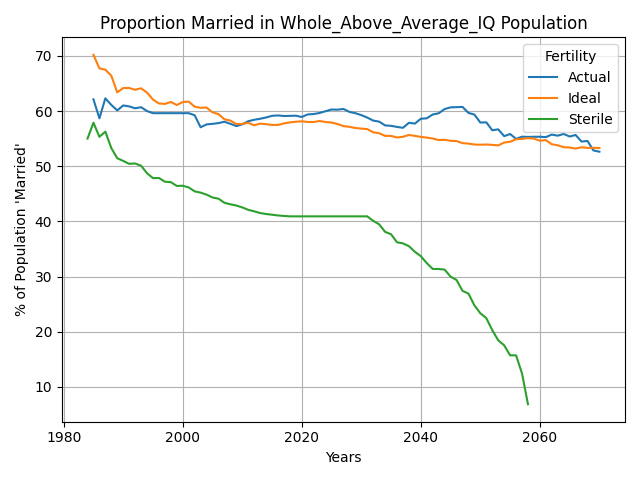 Proportion Married in Whole_Above_Average_IQ Population
% of Population 'Married'
70
60
50
40
30
20
10
Fertility
Actual
Ideal
Sterile
1980
2000
2020
2040
2060
Years